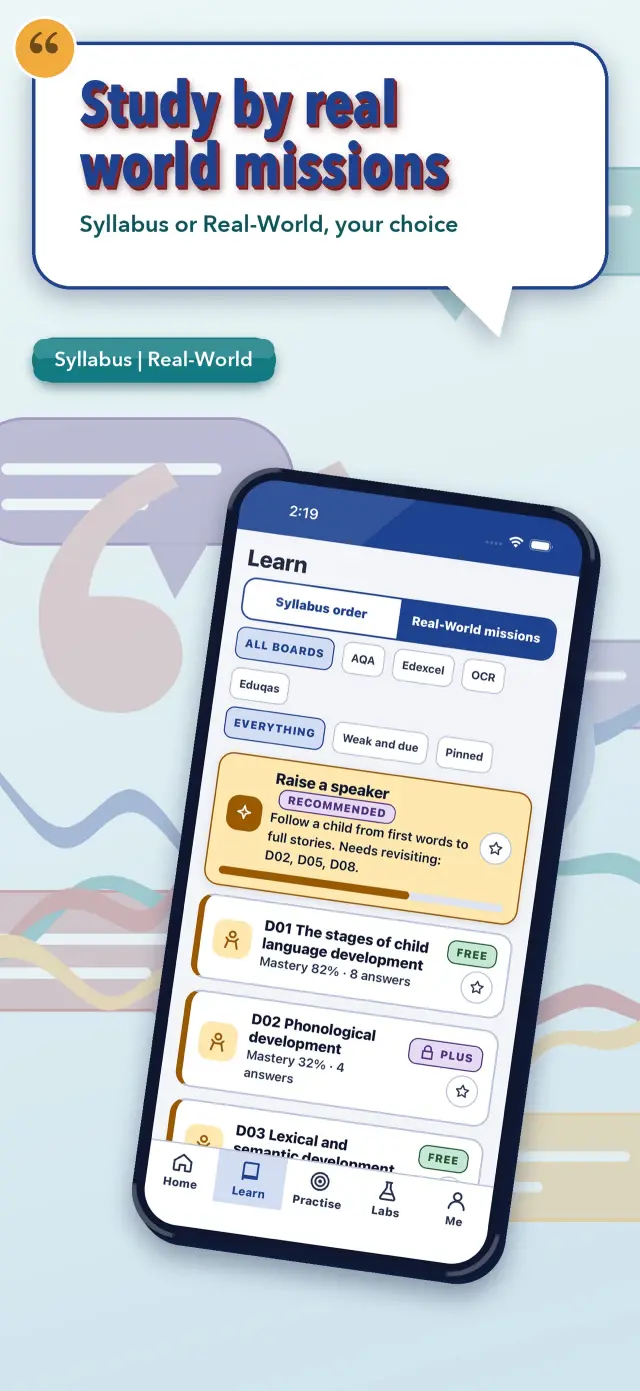 “
Study by real
world missions
Syllabus or Real-World, your choice
Syllabus | Real-World
2:19
Learn
Syllabus order
Real-World missions
ALL BOARDS
AQA
Edexcel
OCR
Eduqas
EVERYTHING
Weak and due
Pinned
Raise a speaker
RECOMMENDED
Follow a child from first words to
full stories. Needs revisiting:
D02, D05, D08.
D01 The stages of child
language development
Mastery 82% · 8 answers
FREE
D02 Phonological
development
Mastery 32% · 4
answers
PLUS
D03 Lexical and
semantic development
FREE
Home
Learn
Practise
Labs
Me